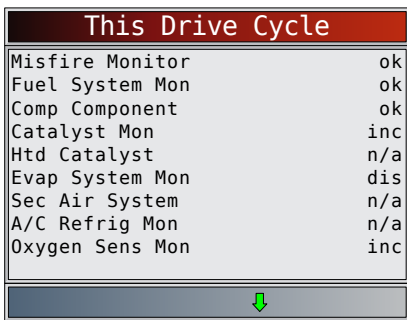 This Drive Cycle
Misfire Monitor ok
Fuel System Mon ok
Comp Component ok
Catalyst Mon inc
Htd Catalyst n/a
Evap System Mon dis
Sec Air System n/a
A/C Refrig Mon n/a
Oxygen Sens Mon inc